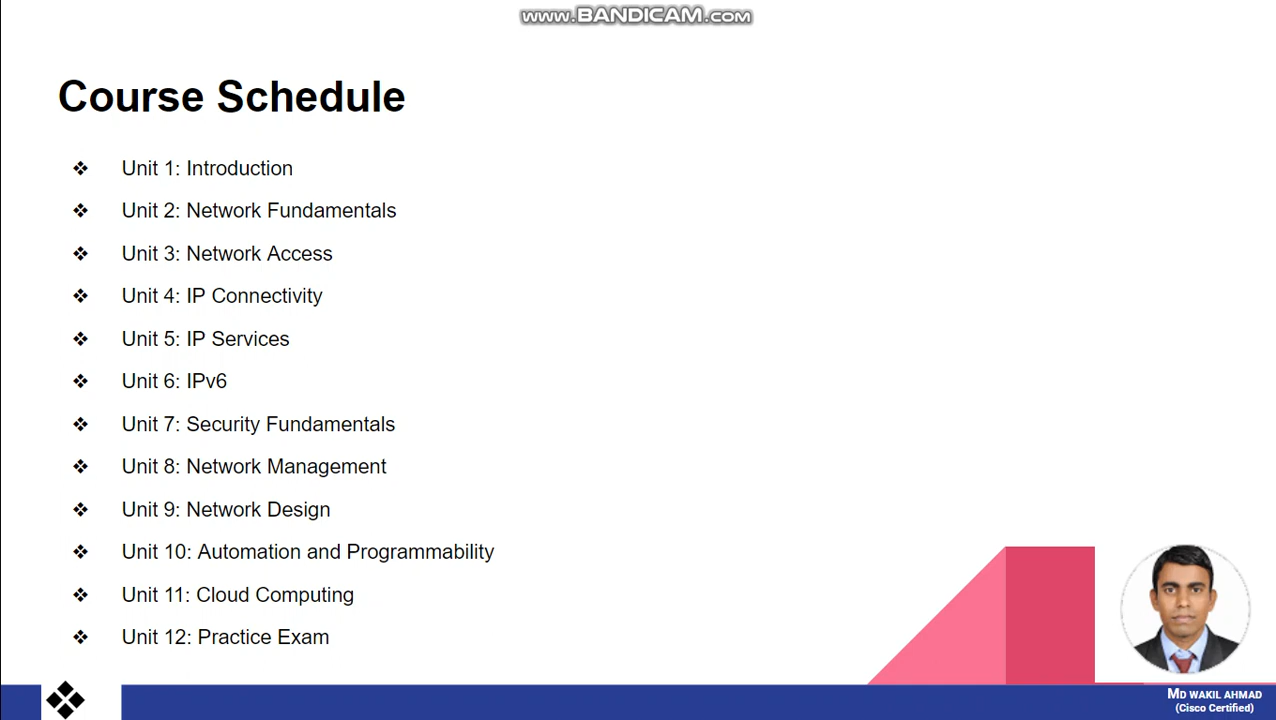 www.BANDICAM.com
Course Schedule
❖ Unit 1: Introduction
❖ Unit 2: Network Fundamentals
❖ Unit 3: Network Access
❖ Unit 4: IP Connectivity
❖ Unit 5: IP Services
❖ Unit 6: IPv6
❖ Unit 7: Security Fundamentals
❖ Unit 8: Network Management
❖ Unit 9: Network Design
❖ Unit 10: Automation and Programmability
❖ Unit 11: Cloud Computing
❖ Unit 12: Practice Exam
MD WAKIL AHMAD
(Cisco Certified)